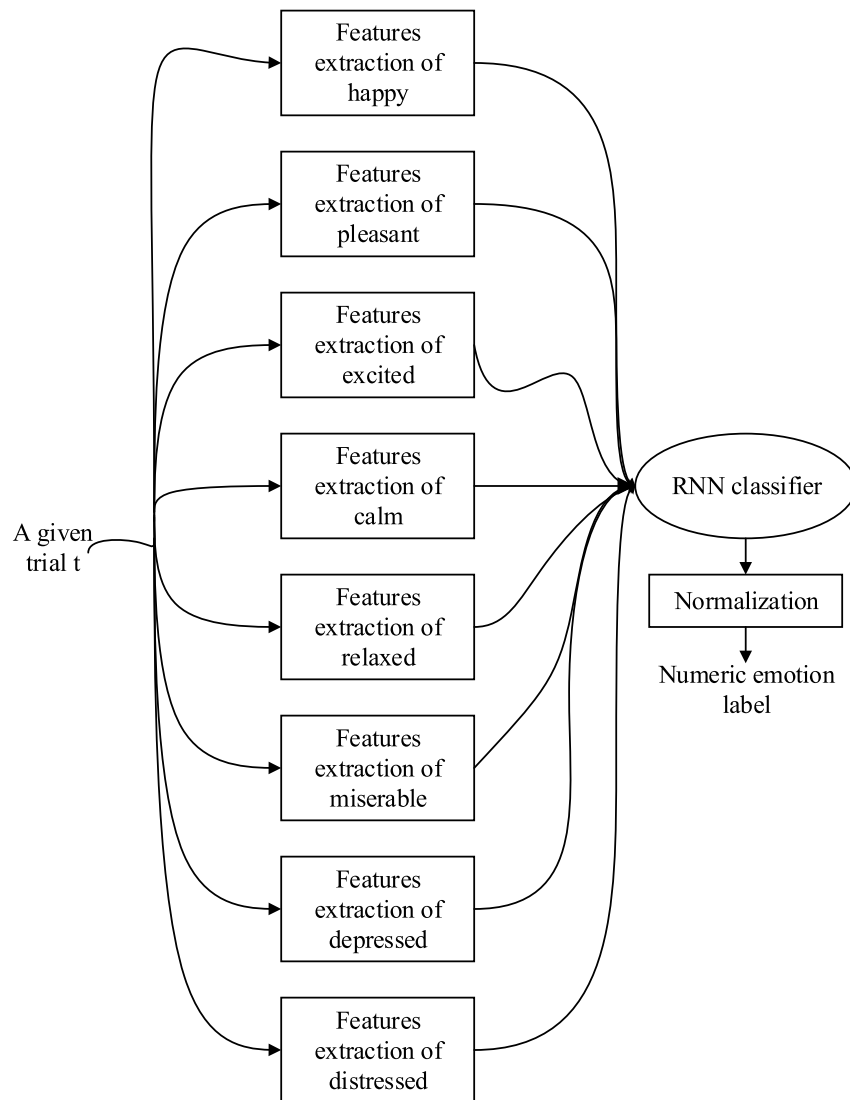 Features
extraction of
happy
Features
extraction of
pleasant
Features
extraction of
excited
Features
extraction of
calm
A given
trial t
Features
extraction of
relaxed
Features
extraction of
miserable
Features
extraction of
depressed
Features
extraction of
distressed
RNN classifier
Normalization
Numeric emotion
label